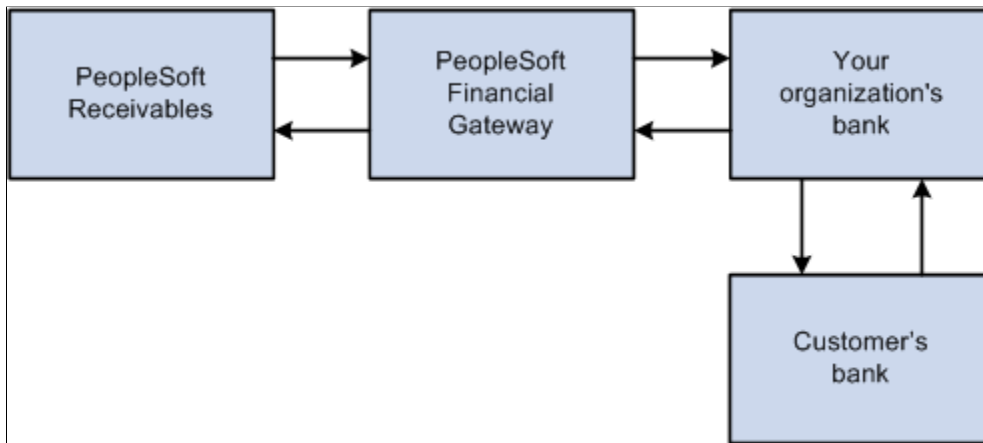 PeopleSoft
Receivables
PeopleSoft
Financial
Gateway
Your
organization's
bank
Customer's
bank